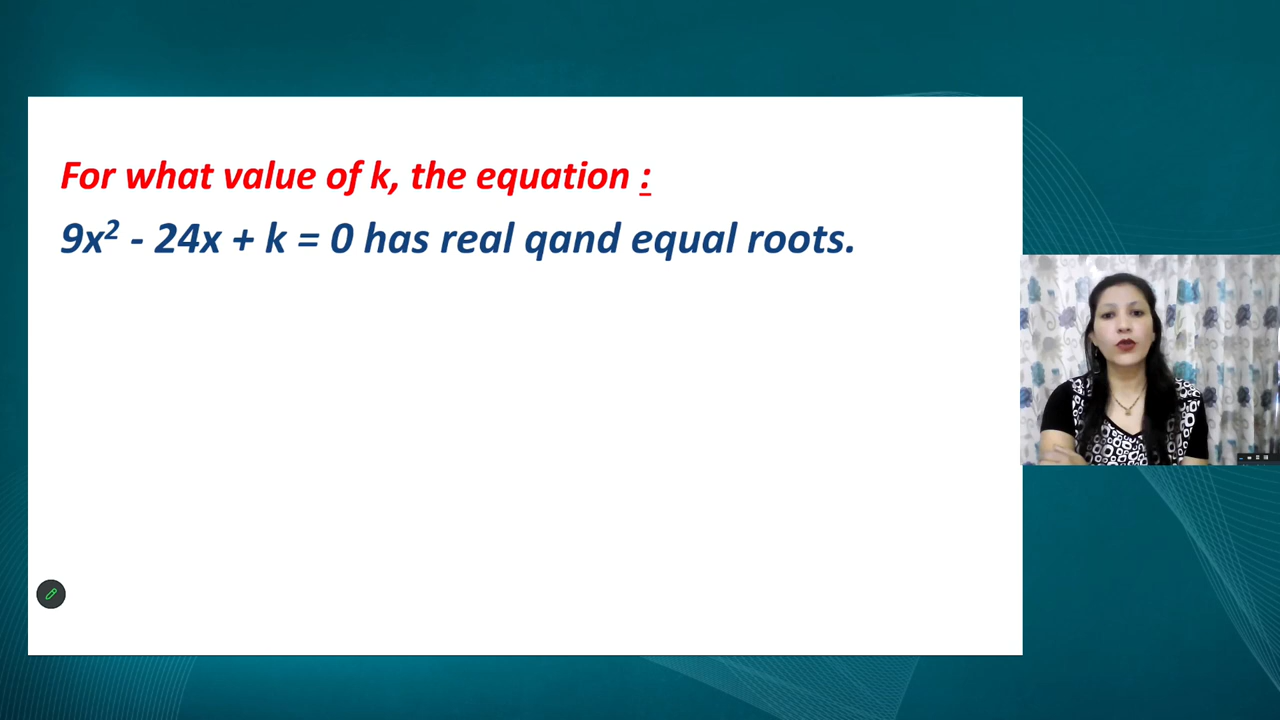 For what value of k, the equation :
9x² - 24x + k = 0 has real qand equal roots.